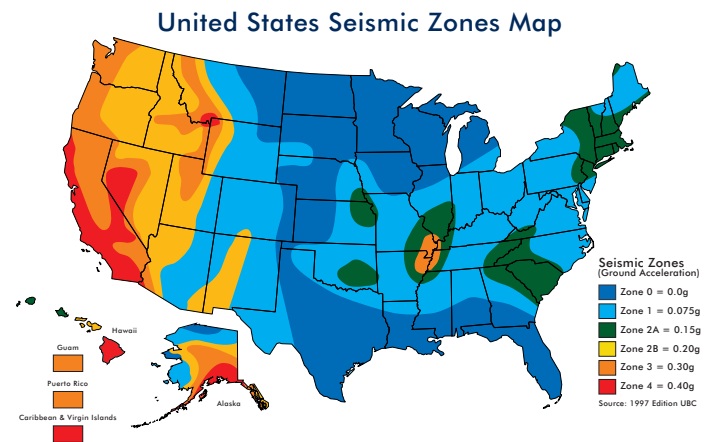 United States Seismic Zones Map
Seismic Zones
(Ground Acceleration)
Zone 0 = 0.0g
Zone 1 = 0.075g
Zone 2A = 0.15g
Zone 2B = 0.20g
Zone 3 = 0.30g
Zone 4 = 0.40g
Source: 1997 Edition UBC
Hawaii
Guam
Puerto Rico
Caribbean & Virgin Islands
Alaska